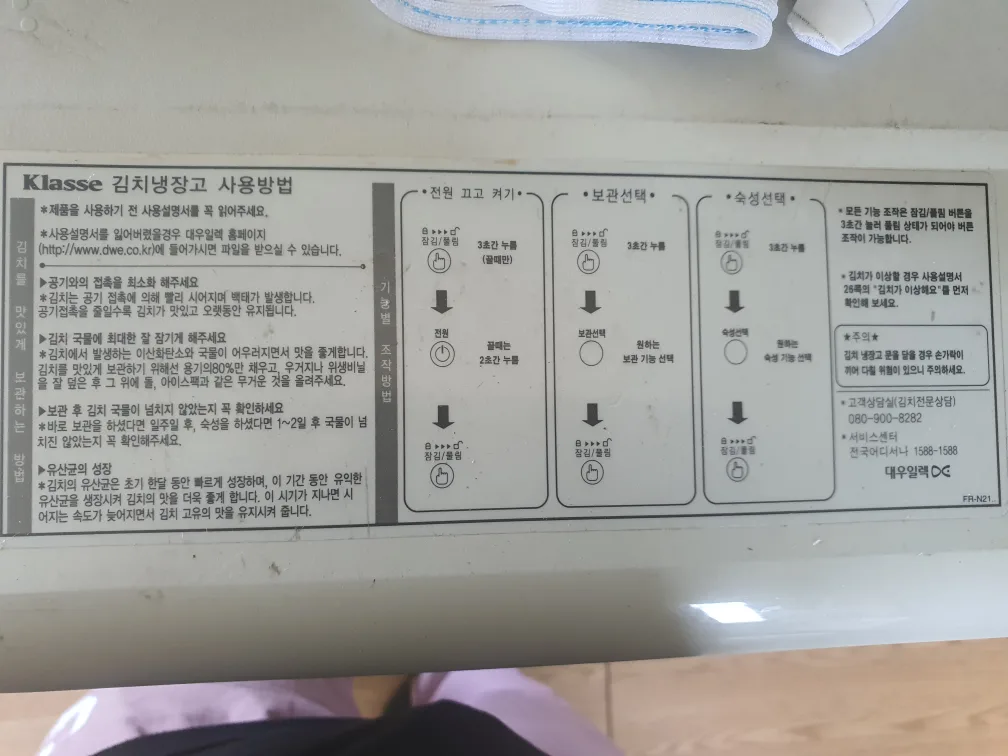 Klasse 김치냉장고 사용방법
김치를 맛있게 보관하는 방법
*제품을 사용하기 전 사용설명서를 꼭 읽어주세요.
*사용설명서를 잃어버렸을경우 대우일렉 홈페이지
(http://www.dwe.co.kr)에 들어가시면 파일을 받으실 수 있습니다.
▶공기와의 접촉을 최소화 해주세요
*김치는 공기 접촉에 의해 빨리 시어지며 백태가 발생합니다.
공기접촉을 줄일수록 김치가 맛있고 오랫동안 유지됩니다.
▶김치 국물에 최대한 잘 잠기게 해주세요
*김치에서 발생하는 이산화탄소와 국물이 어우러지면서 맛을 좋게합니다.
김치를 맛있게 보관하기 위해선 용기의80%만 채우고, 우거지나 위생비닐
을 잘 덮은 후 그 위에 돌, 아이스팩과 같은 무거운 것을 올려주세요.
▶보관 후 김치 국물이 넘치지 않았는지 꼭 확인하세요
*바로 보관을 하셨다면 일주일 후, 숙성을 하셨다면 1~2일 후 국물이 넘
치진 않았는지 꼭 확인해주세요.
▶유산균의 성장
*김치의 유산균은 초기 한달 동안 빠르게 성장하며, 이 기간 동안 유익한
유산균을 생장시켜 김치의 맛을 더욱 좋게 합니다. 이 시기가 지나면 시
어지는 속도가 늦어지면서 김치 고유의 맛을 유지시켜 줍니다.
기능별 조작방법
•전원 끄고 켜기•
잠김/풀림
3초간 누름
(끌때만)
전원
끌때는
2초간 누름
잠김/풀림
•보관선택•
잠김/풀림
3초간 누름
보관선택
원하는
보관 기능 선택
잠김/풀림
•숙성선택•
잠김/풀림
3초간 누름
숙성선택
원하는
숙성 기능 선택
잠김/풀림
* 모든 기능 조작은 잠김/풀림 버튼을
3초간 눌러 풀림 상태가 되어야 버튼
조작이 가능합니다.
* 김치가 이상할 경우 사용설명서
26쪽의 "김치가 이상해요"를 먼저
확인해 보세요.
★주의★
김치 냉장고 문을 닫을 경우 손가락이
끼어 다칠 위험이 있으니 주의하세요.
* 고객상담실(김치전문상담)
080-900-8282
* 서비스센터
전국어디서나 1588-1588
대우일렉
FR-N21..